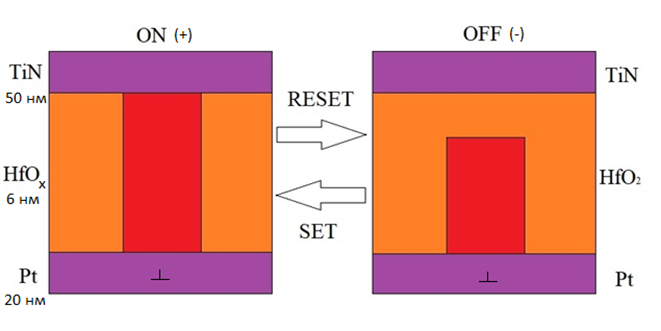 ON (+)
OFF (-)
TiN
50 нм
TiN
RESET
HfOx
6 нм
HfO2
SET
Pt
20 нм
Pt